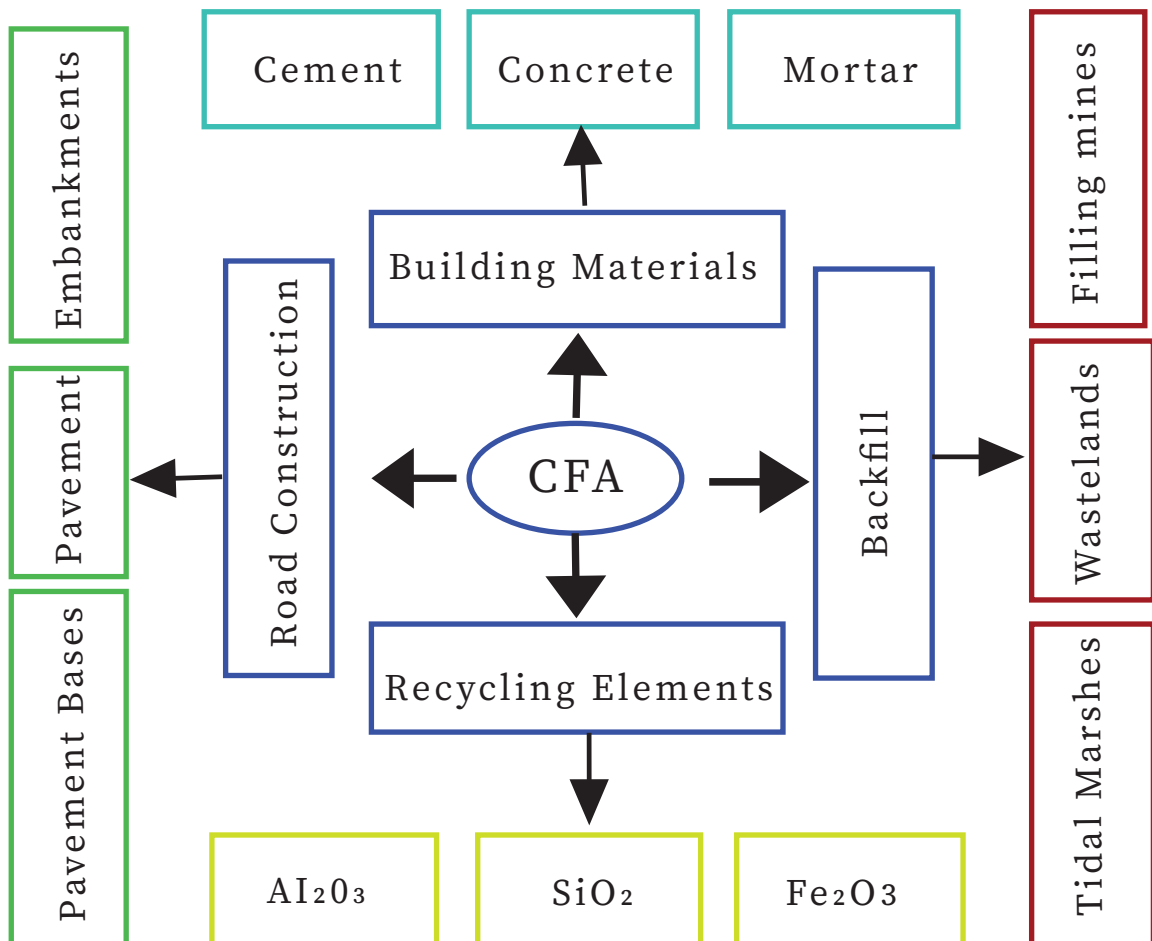 Cement
Concrete
Mortar
Embankments
Filling mines
Building Materials
Road Construction
Backfill
Pavement
CFA
Wastelands
Recycling Elements
Pavement Bases
Tidal Marshes
AI₂0₃
SiO₂
Fe₂O3